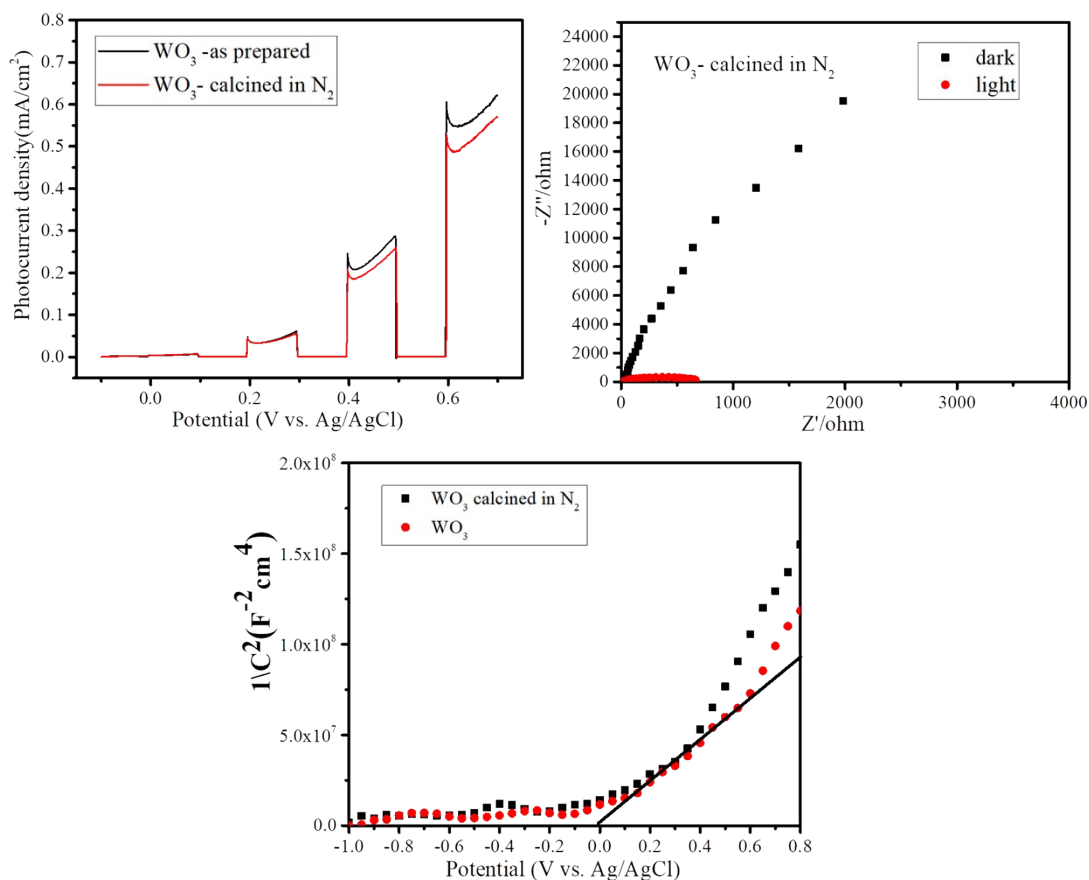 WO₃ -as prepared
WO₃- calcined in N₂
Photocurrent density(mA/cm²)
0.8
0.7
0.6
0.5
0.4
0.3
0.2
0.1
0.0
0.0 0.2 0.4 0.6
Potential (V vs. Ag/AgCl)
WO₃- calcined in N₂
dark
light
-Z"/ohm
24000
22000
20000
18000
16000
14000
12000
10000
8000
6000
4000
2000
0
0 1000 2000 3000 4000
Z'/ohm
WO₃ calcined in N₂
WO₃
1\C²(F⁻² cm⁴
2.0x10⁸
1.5x10⁸
1.0x10⁸
5.0x10⁷
0.0
-1.0 -0.8 -0.6 -0.4 -0.2 0.0 0.2 0.4 0.6 0.8
Potential (V vs. Ag/AgCl)